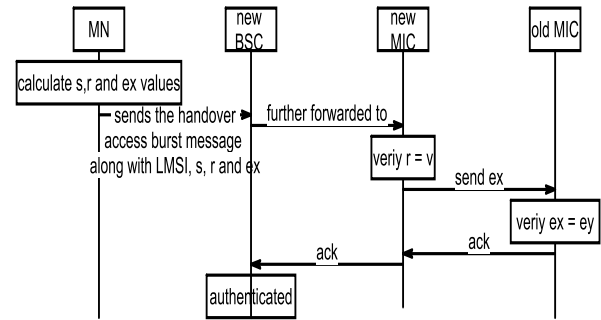 MN
new
BSC
new
MIC
old MIC
calculate s,r and ex values
sends the handover
access burst message
along with LMSI, s, r and ex
further forwarded to
veriy r = v
send ex
veriy ex = ey
ack
ack
authenticated